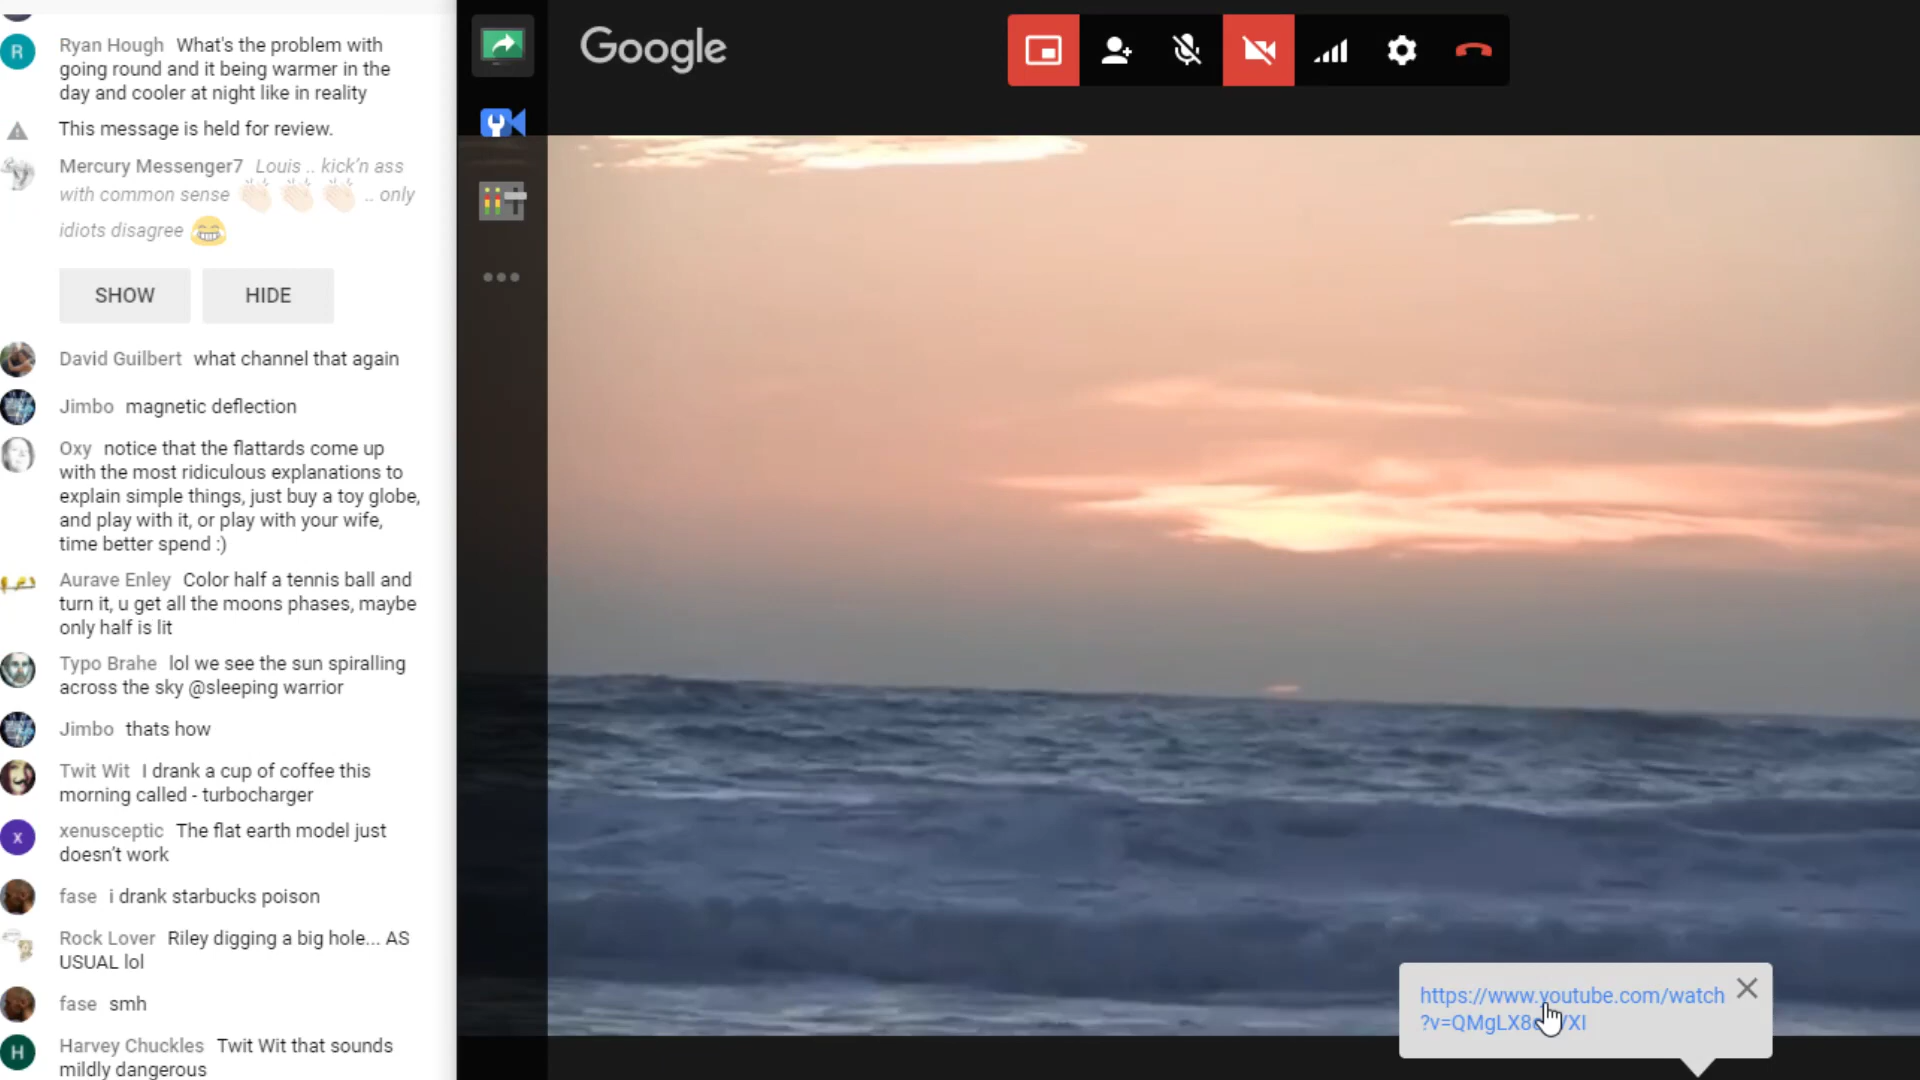 Ryan Hough What's the problem with
going round and it being warmer in the
day and cooler at night like in reality
This message is held for review.
Mercury Messenger7 Louis .. kick'n ass
with common sense .. only
idiots disagree
SHOW HIDE
David Guilbert what channel that again
Jimbo magnetic deflection
Oxy notice that the flattards come up
with the most ridiculous explanations to
explain simple things, just buy a toy globe,
and play with it, or play with your wife,
time better spend :)
Aurave Enley Color half a tennis ball and
turn it, u get all the moons phases, maybe
only half is lit
Typo Brahe lol we see the sun spiralling
across the sky @sleeping warrior
Jimbo thats how
Twit Wit I drank a cup of coffee this
morning called - turbocharger
xenusceptic The flat earth model just
doesn't work
fase i drank starbucks poison
Rock Lover Riley digging a big hole... AS
USUAL lol
fase smh
Harvey Chuckles Twit Wit that sounds
mildly dangerous
R
X
H
Google
https://www.youtube.com/watch